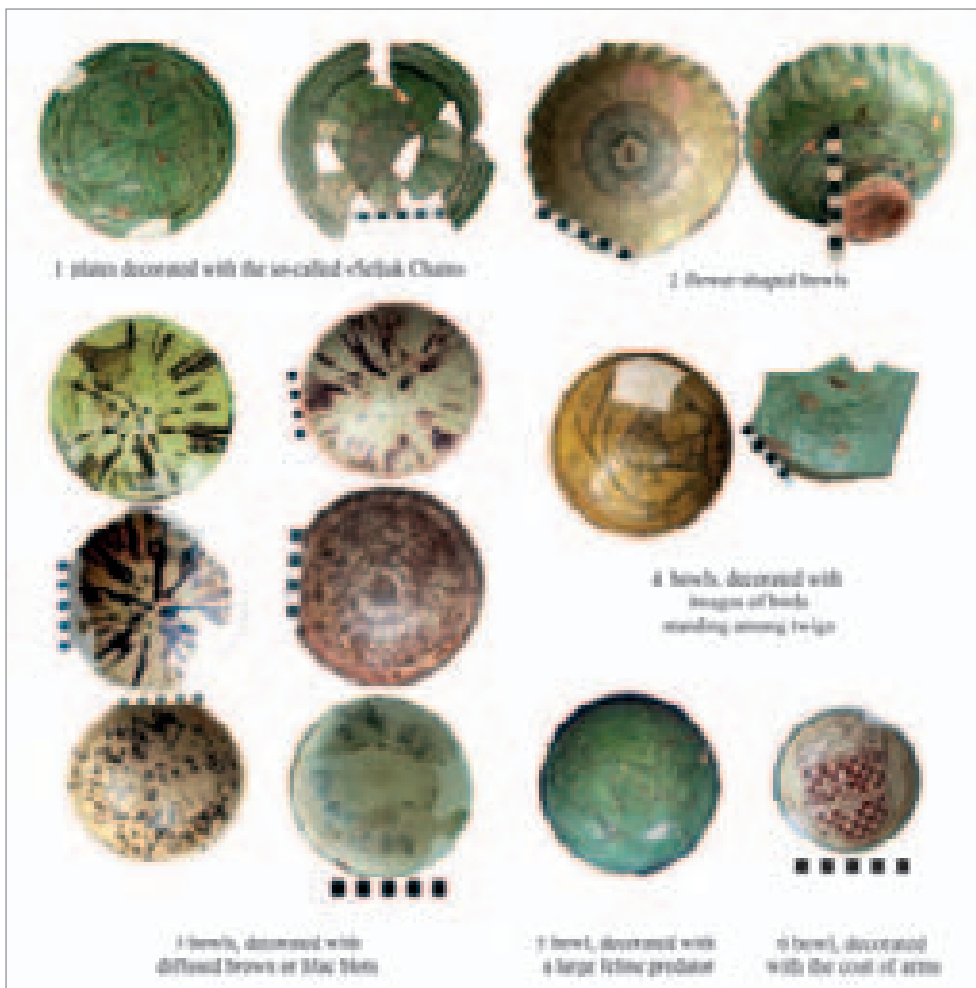 1 plates decorated with the so-called «Seljuk Chain»
2 flower-shaped bowls
4 bowls, decorated with
images of birds
standing among twigs
3 bowls, decorated with
diffused brown or lilac blots
5 bowl, decorated with
a large feline predator
6 bowl, decorated
with the coat of arms